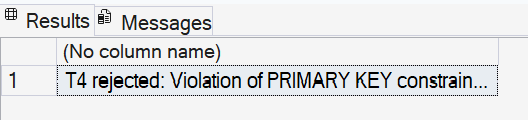 Results Messages
(No column name)
1 T4 rejected: Violation of PRIMARY KEY constrain...